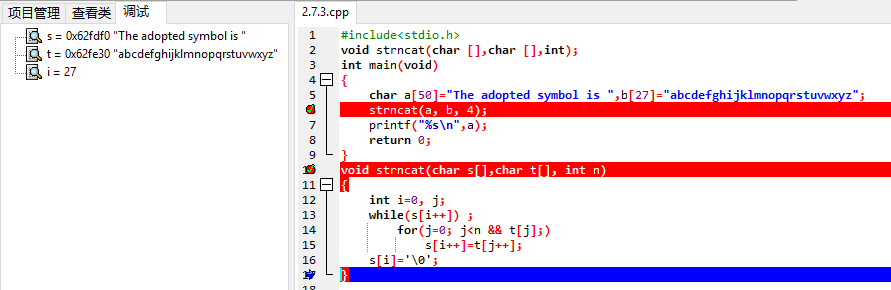 项目管理 查看类 调试
s = 0x62fdf0 "The adopted symbol is "
t = 0x62fe30 "abcdefghijklmnopqrstuvwxyz"
i = 27
2.7.3.cpp
1 #include<stdio.h>
2 void strncat(char [],char [],int);
3 int main(void)
4 {
5 char a[50]="The adopted symbol is ",b[27]="abcdefghijklmnopqrstuvwxyz";
strncat(a, b, 4);
7 printf("%s\n",a);
8 return 0;
9 }
10 void strncat(char s[],char t[], int n)
11 {
12 int i=0, j;
13 while(s[i++]) ;
14 for(j=0; j<n && t[j];)
15 s[i++]=t[j++];
16 s[i]='\0';
17 }
18